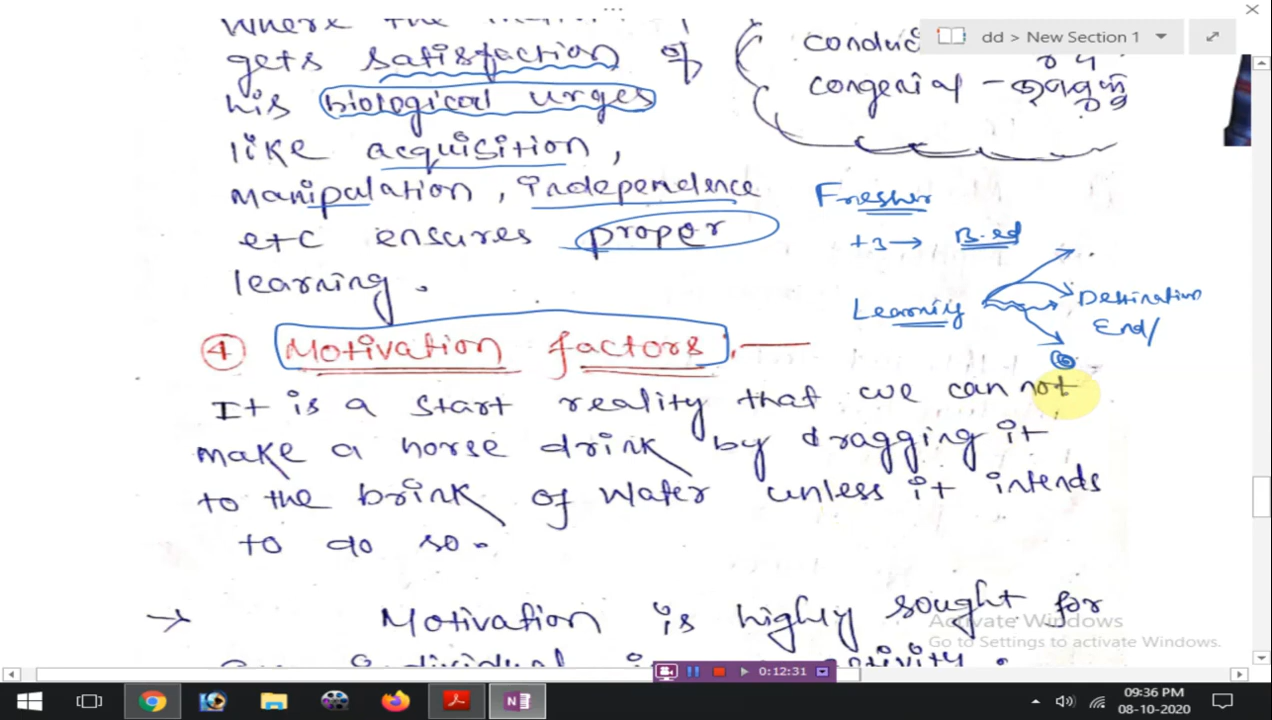 where the
gets satisfaction of
his biological urges
like acquisition,
manipulation, independence
etc ensures proper
learning.
④ Motivation factors.—
It is a start reality that we can not
make a horse drink by dragging it
to the brink of water unless it intends
to do so.
→ Motivation is highly sought for
congenial –
Fresher
+3 → B.ed
Learning
Destination
End/
dd > New Section 1
Activate Windows
Go to Settings to activate Windows.
0:12:31
09:36 PM
08-10-2020